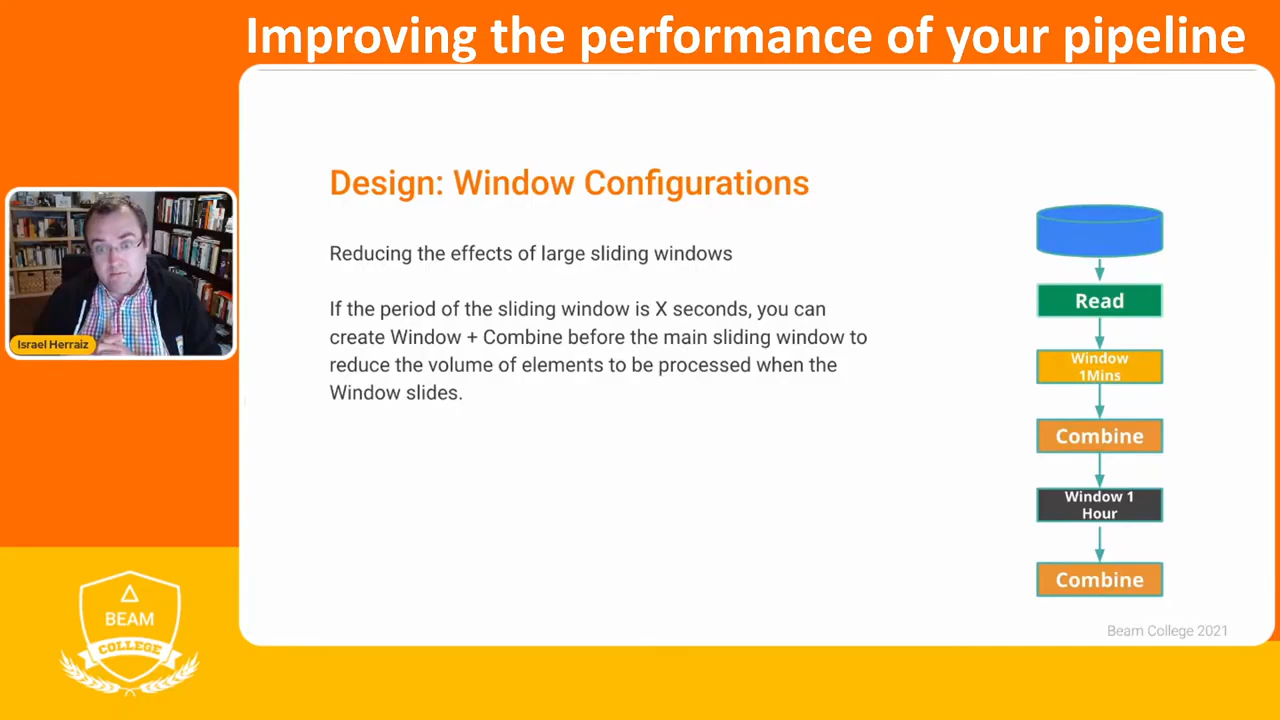 Improving the performance of your pipeline
Design: Window Configurations
Reducing the effects of large sliding windows
If the period of the sliding window is X seconds, you can
create Window + Combine before the main sliding window to
reduce the volume of elements to be processed when the
Window slides.
Read
Window
1Mins
Combine
Window 1
Hour
Combine
Israel Herraiz
BEAM
COLLEGE
Beam College 2021